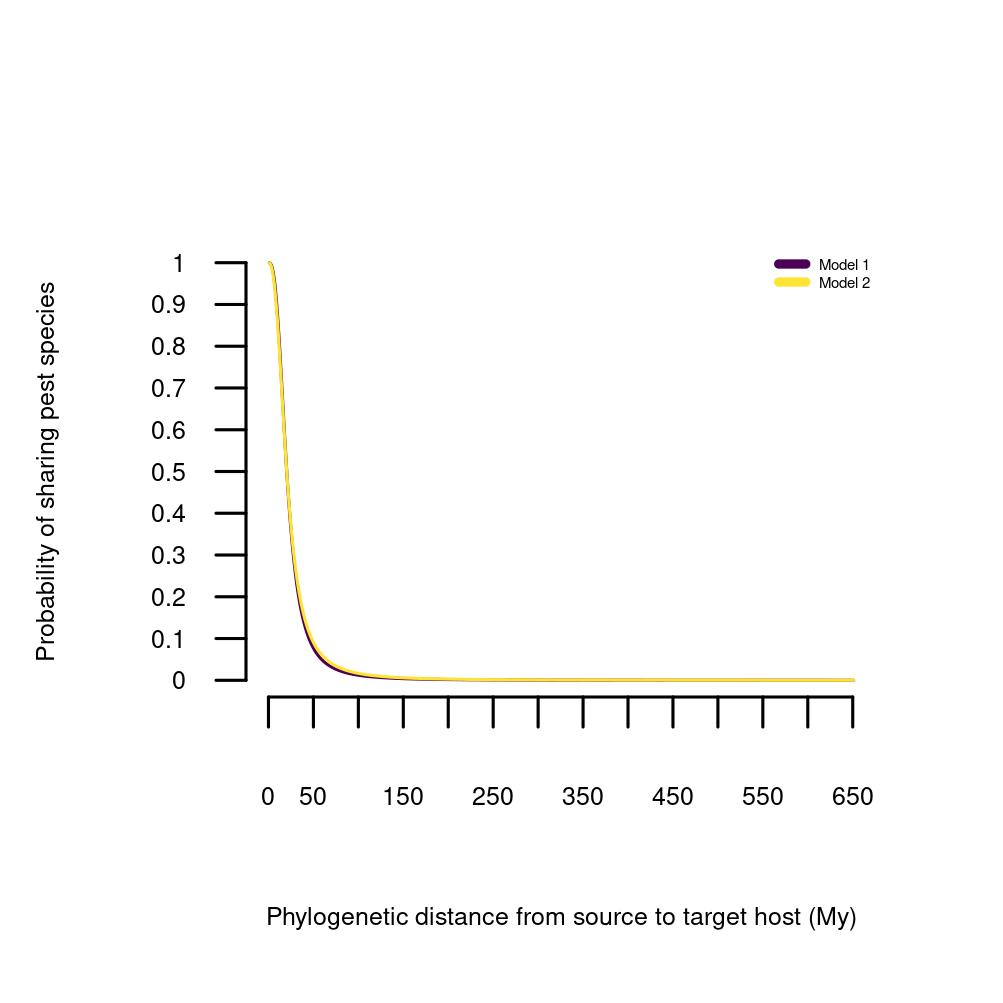 Probability of sharing pest species
1
0.9
0.8
0.7
0.6
0.5
0.4
0.3
0.2
0.1
0
Model 1
Model 2
0 50 150 250 350 450 550 650
Phylogenetic distance from source to target host (My)